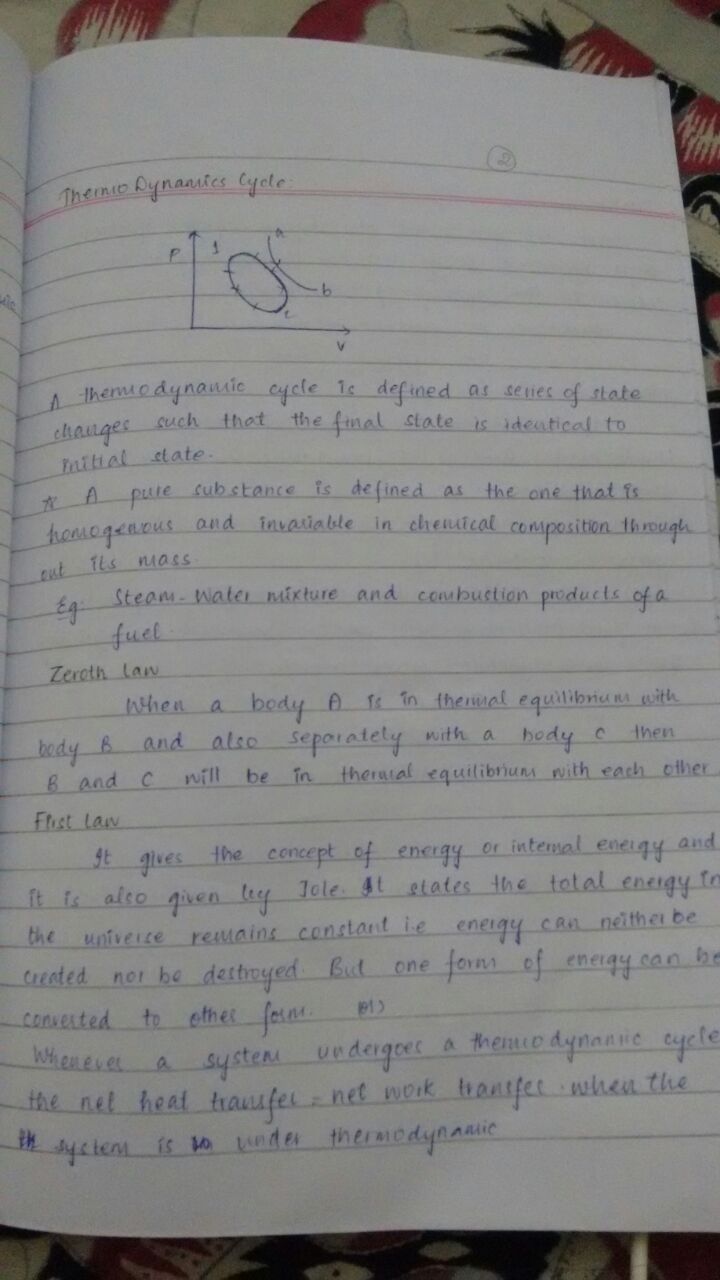 2
Thermo Dynamics Cycle.
P
1
a
b
2
V
A thermodynamic cycle is defined as series of state
changes such that the final state is identical to
initial state.
* A pure substance is defined as the one that is
homogenous and invariable in chemical composition through
out its mass.
Eg. Steam-Water mixture and combustion products of a
fuel.
Zeroth law
When a body A is in thermal equilibrium with
body B and also separately with a body C then
B and C will be in thermal equilibrium with each other
First law
It gives the concept of energy or internal energy and
it is also given by Jole. It states the total energy in
the universe remains constant i.e energy can neither be
created nor be destroyed. But one form of energy can be
converted to other form. (or)
Whenever a system undergoes a thermodynamic cycle
the net heat transfer = net work transfer. when the
system is under thermodynamic